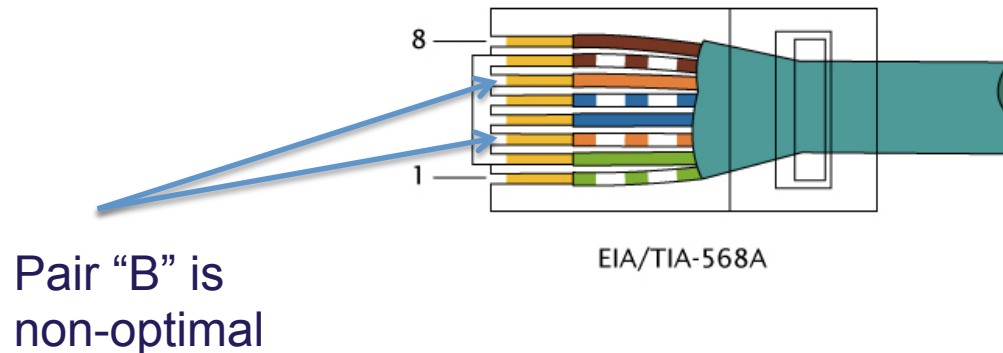 8
1
EIA/TIA-568A
Pair “B” is
non-optimal